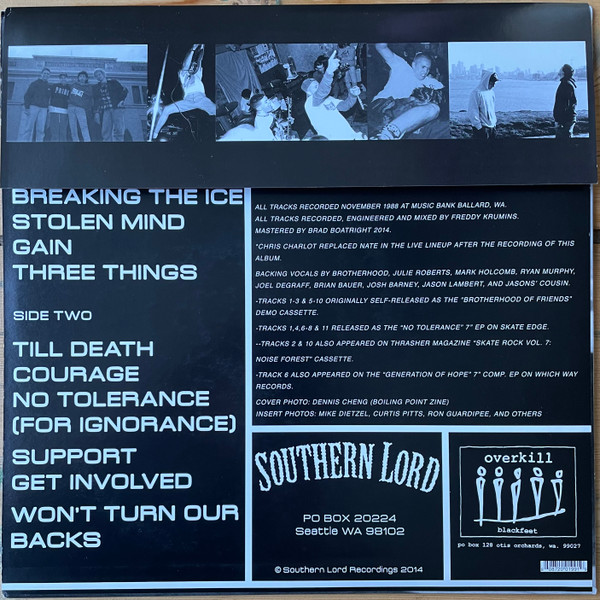 BREAKING THE ICE
STOLEN MIND
GAIN
THREE THINGS
SIDE TWO
TILL DEATH
COURAGE
NO TOLERANCE
(FOR IGNORANCE)
SUPPORT
GET INVOLVED
WON'T TURN OUR
BACKS
ALL TRACKS RECORDED NOVEMBER 1988 AT MUSIC BANK BALLARD, WA.
ALL TRACKS RECORDED, ENGINEERED AND MIXED BY FREDDY KRUMINS.
MASTERED BY BRAD BOATRIGHT 2014.
*CHRIS CHARLOT REPLACED NATE IN THE LIVE LINEUP AFTER THE RECORDING OF THIS
ALBUM.
BACKING VOCALS BY BROTHERHOOD, JULIE ROBERTS, MARK HOLCOMB, RYAN MURPHY,
JOEL DEGRAFF, BRIAN BAUER, JOSH BARNEY, JASON LAMBERT, AND JASONS' COUSIN.
-TRACKS 1-3 & 5-10 ORIGINALLY SELF-RELEASED AS THE "BROTHERHOOD OF FRIENDS"
DEMO CASSETTE.
-TRACKS 1,4,6-8 & 11 RELEASED AS THE "NO TOLERANCE" 7" EP ON SKATE EDGE.
--TRACKS 2 & 10 ALSO APPEARED ON THRASHER MAGAZINE "SKATE ROCK VOL. 7:
NOISE FOREST" CASSETTE.
-TRACK 6 ALSO APPEARED ON THE "GENERATION OF HOPE" 7" COMP. EP ON WHICH WAY
RECORDS.
COVER PHOTO: DENNIS CHENG (BOILING POINT ZINE)
INSERT PHOTOS: MIKE DIETZEL, CURTIS PITTS, RON GUARDIPEE, AND OTHERS
SOUTHERN LORD
PO BOX 20224
Seattle WA 98102
© Southern Lord Recordings 2014
overkill
blackfeet
po box 128 otis orchards, wa. 99027